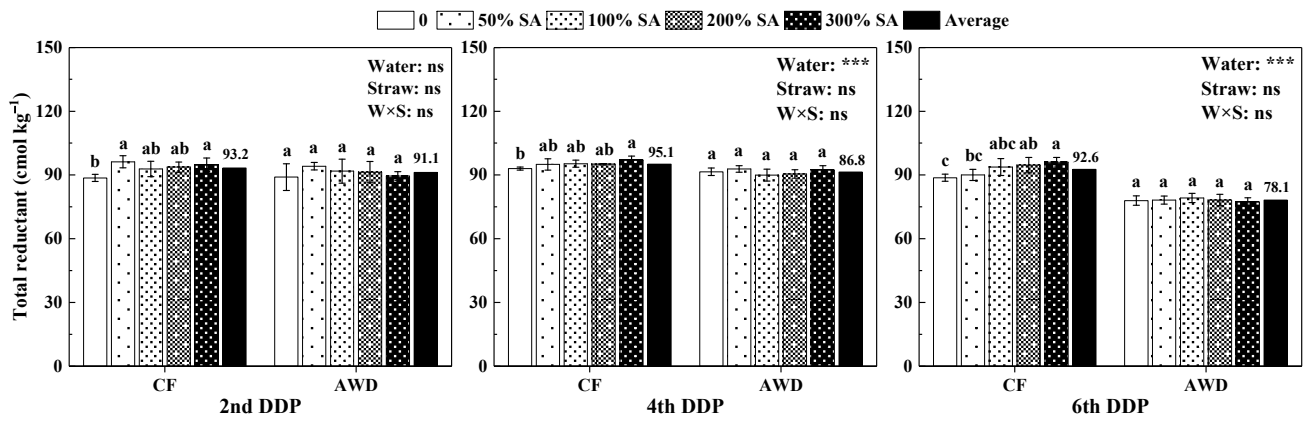 0 50% SA 100% SA 200% SA 300% SA Average
Total reductant (cmol kg⁻¹)
150
120
90
60
30
0
Water: ns
Straw: ns
W×S: ns
b a ab ab a 93.2
a a a a a 91.1
CF AWD
2nd DDP
150
120
90
60
30
0
Water: ***
Straw: ns
W×S: ns
b ab ab ab a 95.1
a a a a a 86.8
CF AWD
4th DDP
150
120
90
60
30
0
Water: ***
Straw: ns
W×S: ns
c bc abc ab a 92.6
a a a a a 78.1
CF AWD
6th DDP